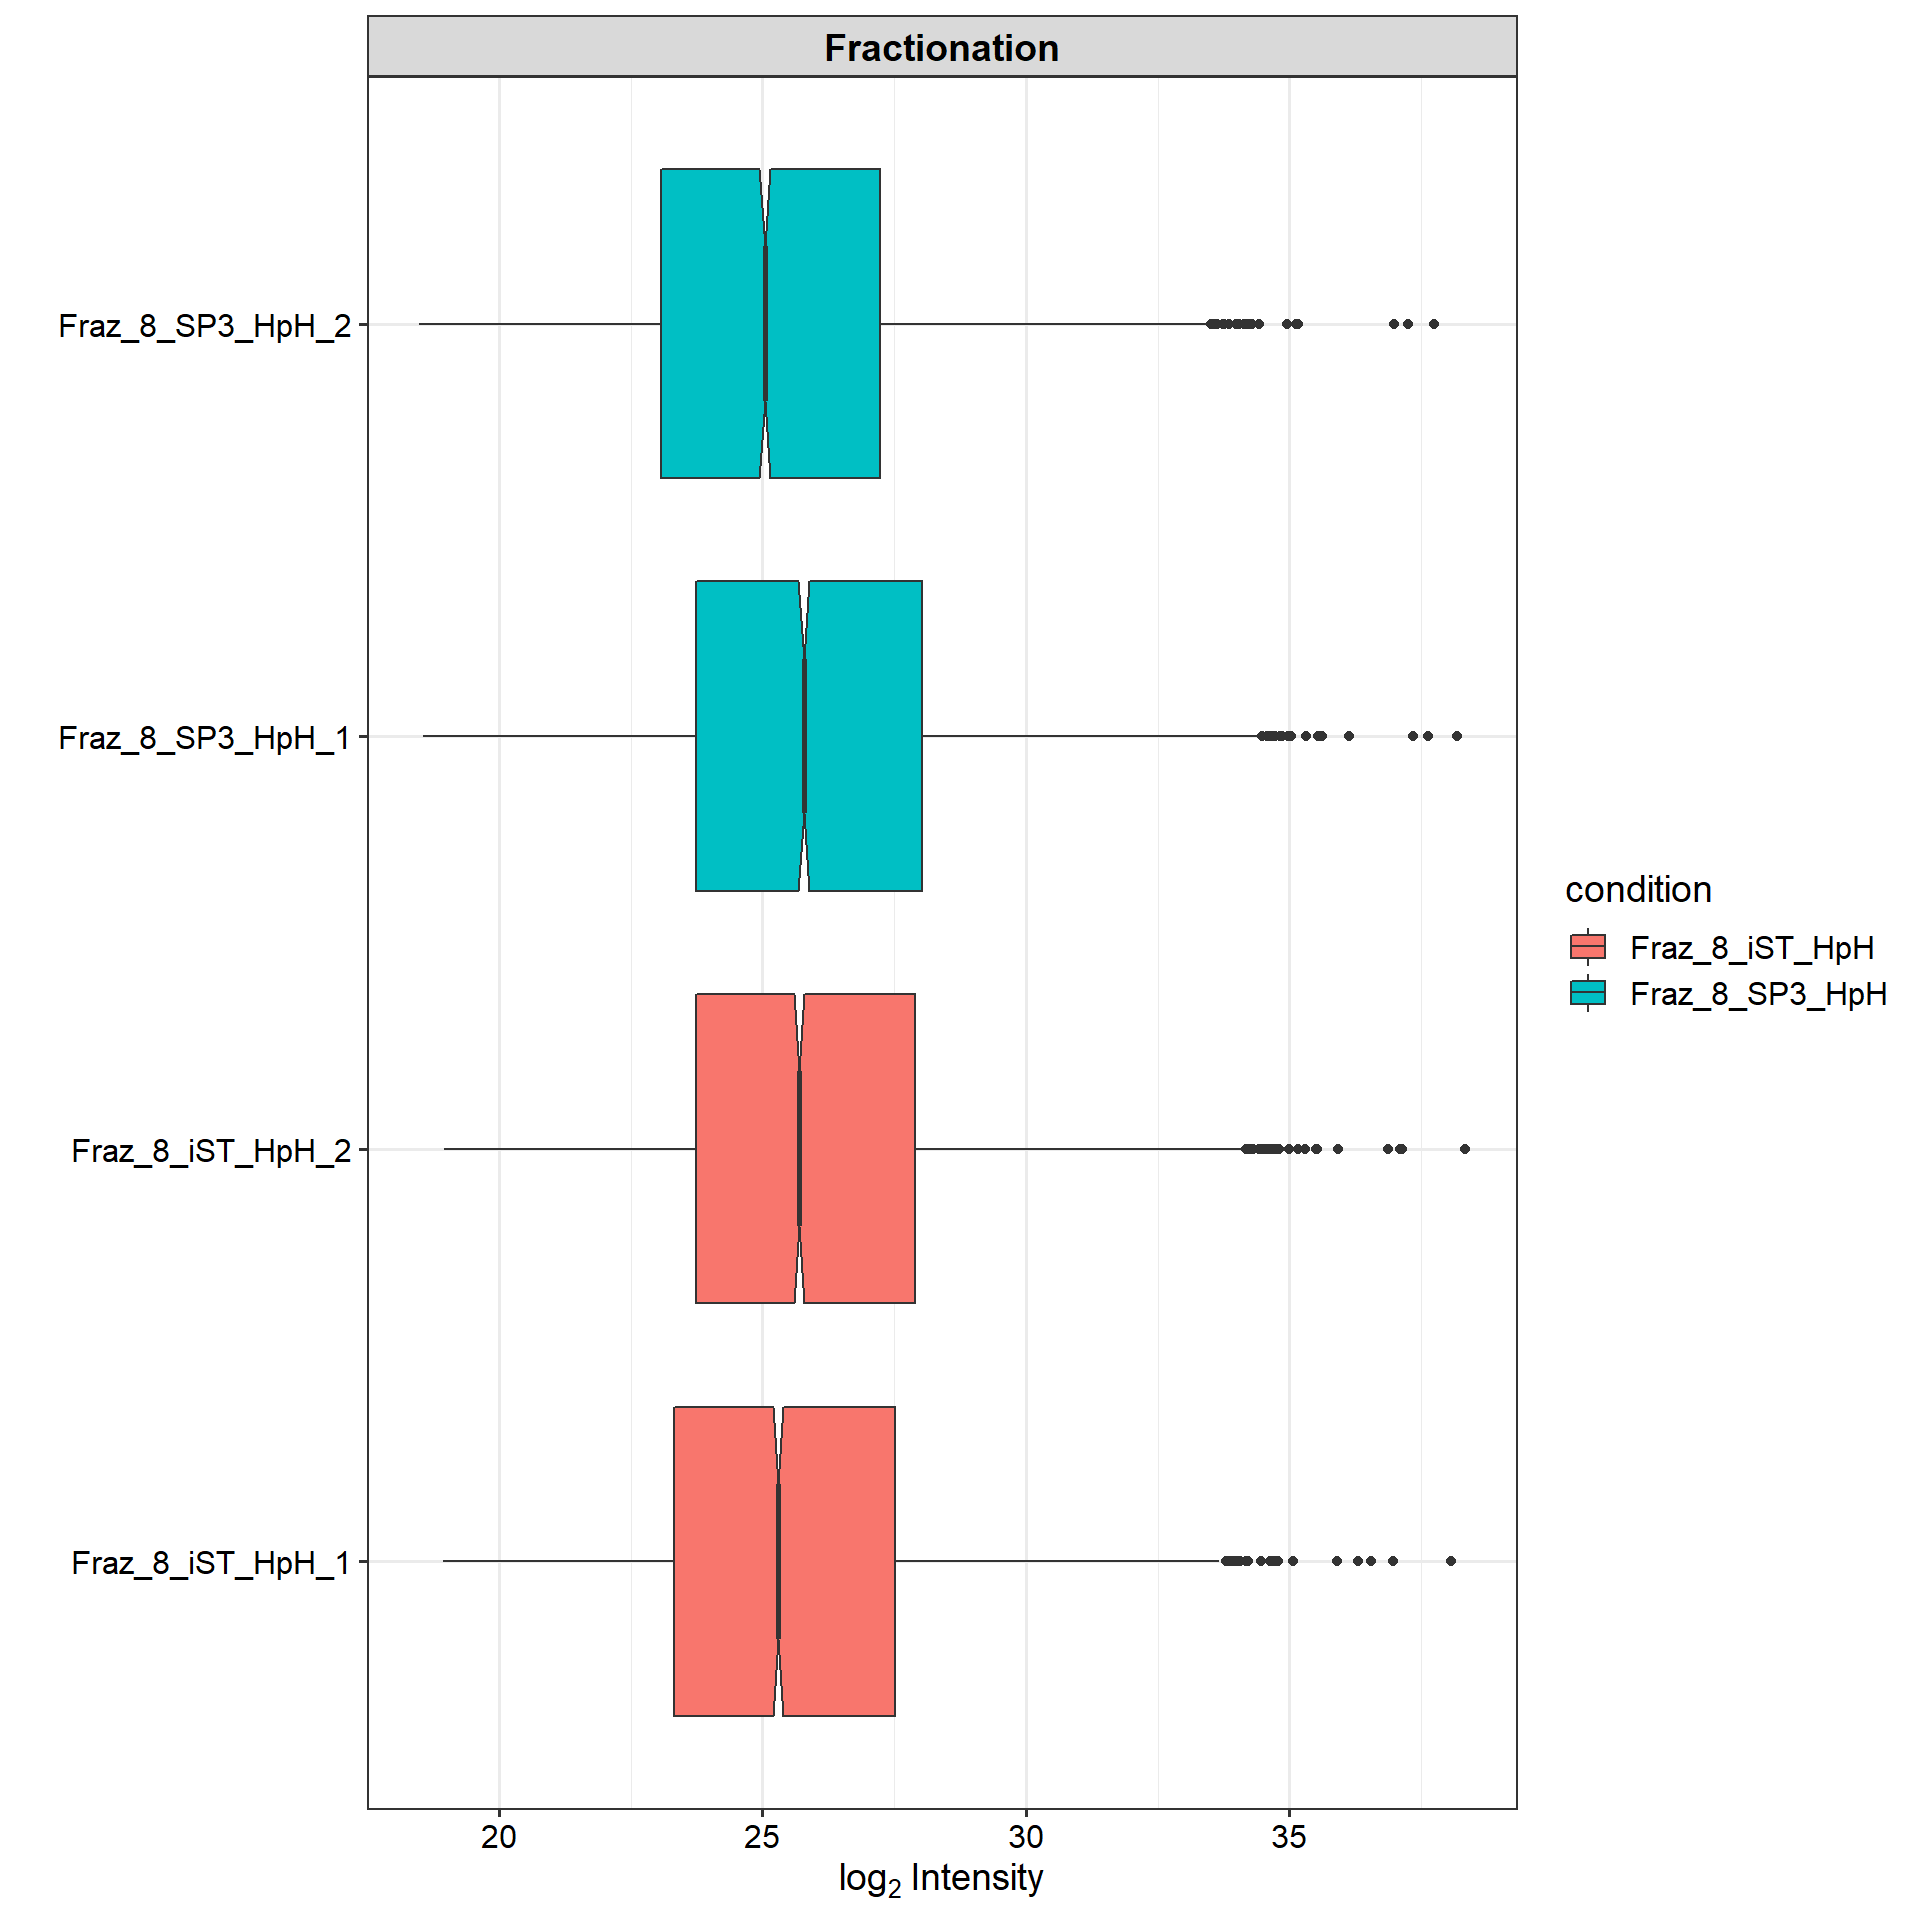 Fractionation
Fraz_8_SP3_HpH_2
Fraz_8_SP3_HpH_1
Fraz_8_iST_HpH_2
Fraz_8_iST_HpH_1
20 25 30 35
log₂ Intensity
condition
Fraz_8_iST_HpH
Fraz_8_SP3_HpH